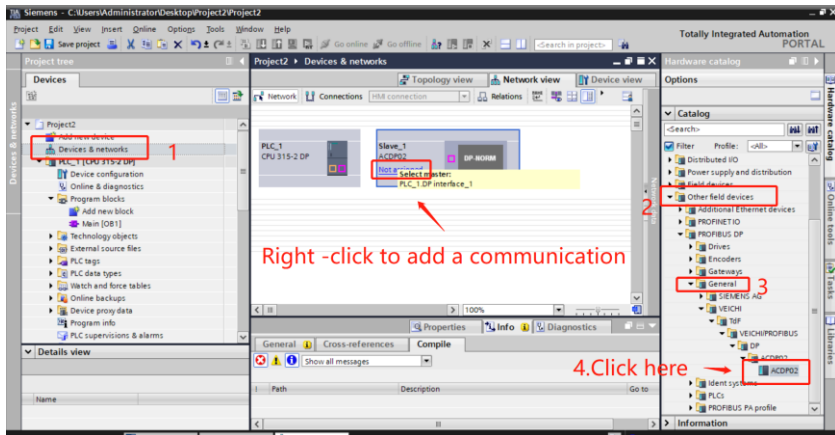 Siemens - C:\Users\Administrator\Desktop\Project2\Project2
Project Edit View Insert Online Options Tools Window Help
Totally Integrated Automation
PORTAL
Save project
Go online
Go offline
<Search in project>
Project tree
Project2 ▸ Devices & networks
Hardware catalog
Devices
Topology view
Network view
Device view
Options
Network
Connections
HMI connection
Relations
Catalog
<Search>
Filter
Profile:
<All>
Project2
Add new device
Devices & networks
1
PLC_1 [CPU 315-2 DP]
Device configuration
Online & diagnostics
Program blocks
Add new block
Main [OB1]
Technology objects
External source files
PLC tags
PLC data types
Watch and force tables
Online backups
Device proxy data
Program info
PLC supervisions & alarms
Details view
Name
PLC_1
CPU 315-2 DP
Slave_1
ACDP02
DP-NORM
Not a
Select master:
PLC_1.DP interface_1
Right -click to add a communication
100%
Properties
Info
Diagnostics
General
Cross-references
Compile
Show all messages
!
Path
Description
Go to
Distributed I/O
Power supply and distribution
Field devices
2
Other field devices
Additional Ethernet devices
PROFINET IO
PROFIBUS DP
Drives
Encoders
Gateways
General
3
SIEMENS AG
VEICHI
TdF
VEICHI/PROFIBUS
DP
ACDP02
4.Click here
ACDP02
Ident systems
PLCs
PROFIBUS PA profile
Information
Devices & networks
Hardware catalog
Online tools
Tasks
Libraries